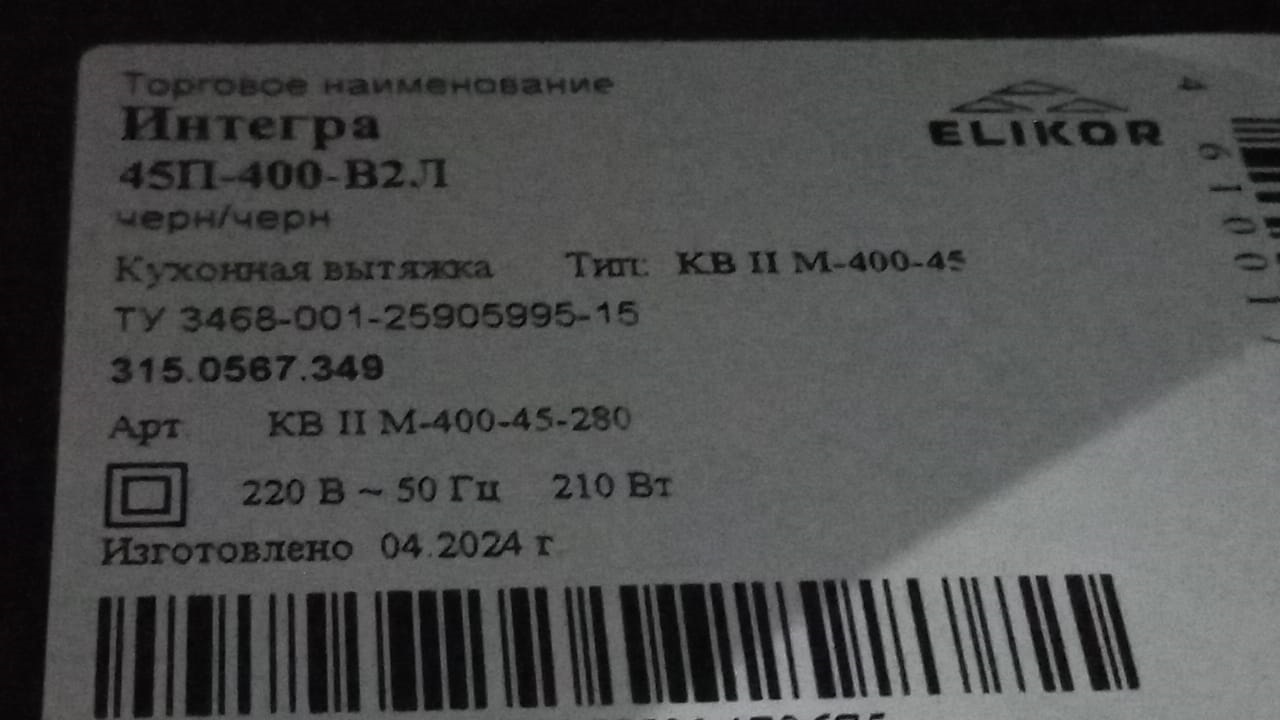 Торговое наименование
Интегра
45П-400-В2.Л
черн/черн
ELIKOR
Кухонная вытяжка Тип: КВ II М-400-45
ТУ 3468-001-25905995-15
315.0567.349
Арт. КВ II М-400-45-280
220 В ~ 50 Гц 210 Вт
Изготовлено 04.2024 г